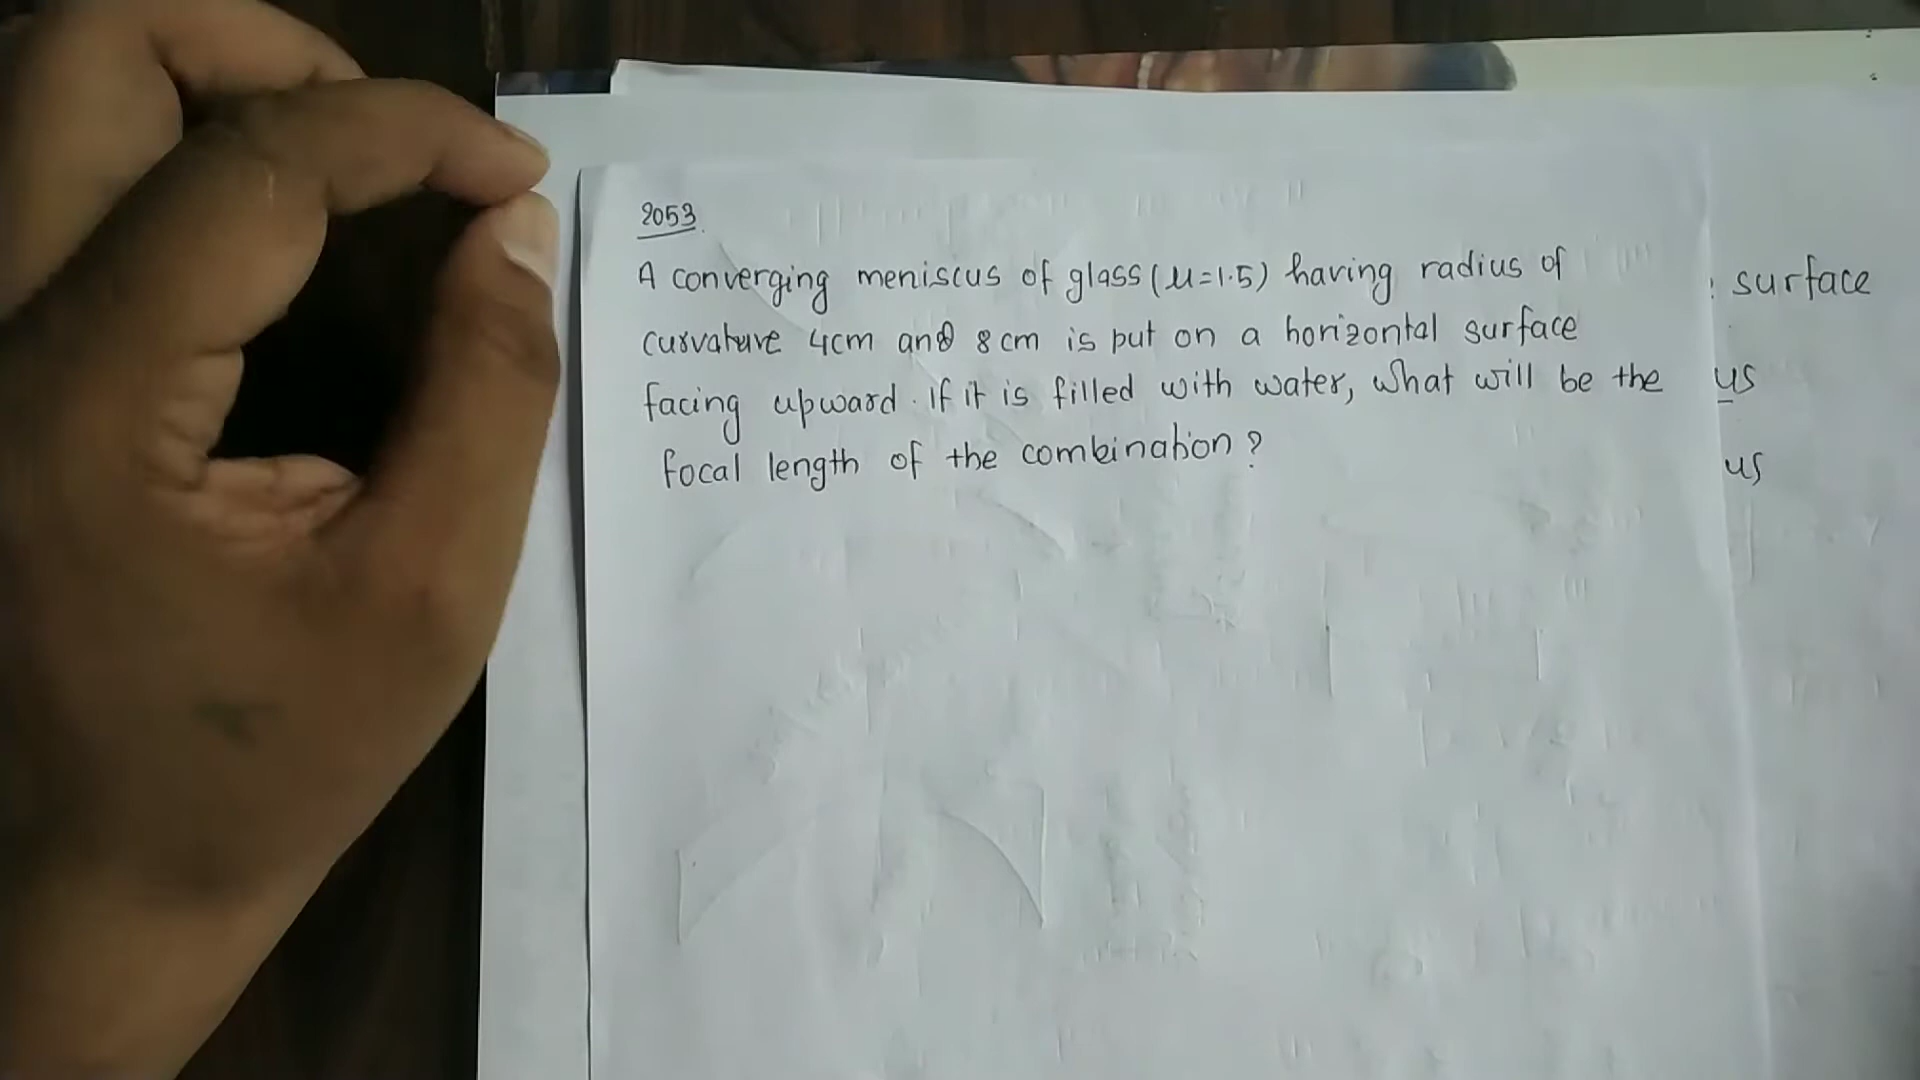 2053
A converging meniscus of glass (μ=1.5) having radius of
curvature 4cm and 8cm is put on a horizontal surface
facing upward. if it is filled with water, what will be the
focal length of the combination?
surface
us
us